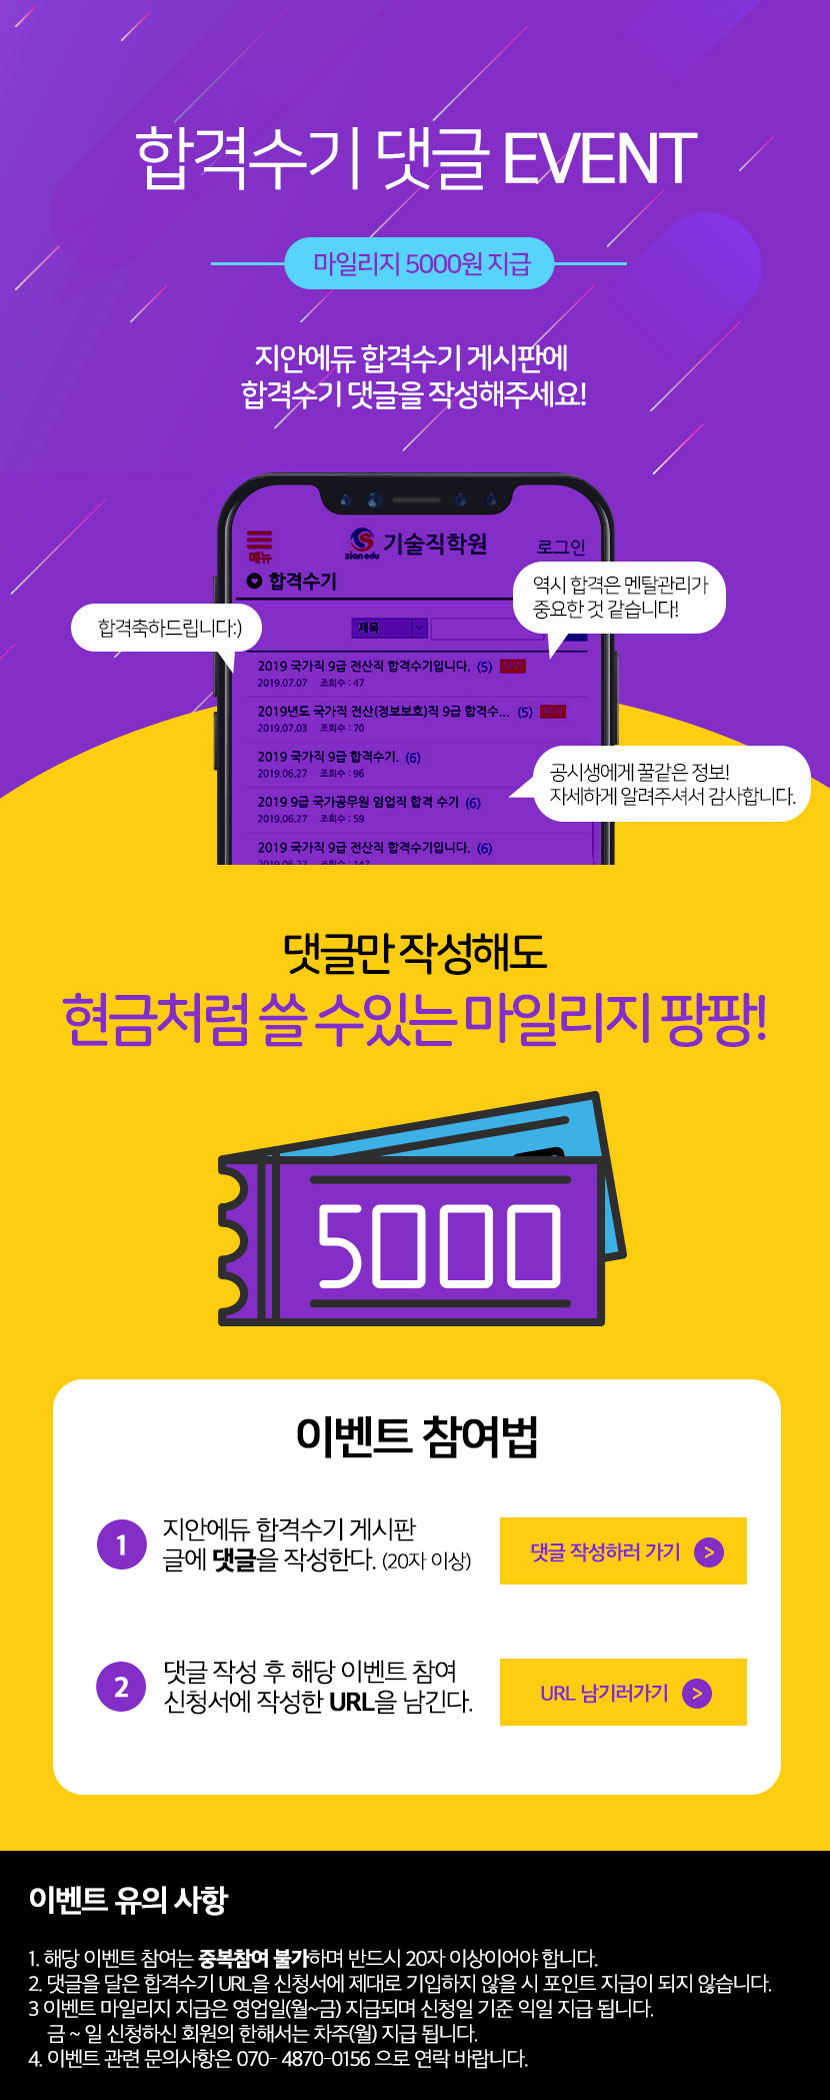 합격수기 댓글 EVENT
마일리지 5000원 지급
지안에듀 합격수기 게시판에
합격수기 댓글을 작성해주세요!
메뉴
zian edu
기술직학원
로그인
합격수기
역시 합격은 멘탈관리가
중요한 것 같습니다!
합격축하드립니다:)
제목
2019 국가직 9급 전산직 합격수기입니다. (5) NEW
2019.07.07 조회수 : 47
2019년도 국가직 전산(정보보호)직 9급 합격수... (5) NEW
2019.07.03 조회수 : 70
2019 국가직 9급 합격수기. (6)
2019.06.27 조회수 : 96
공시생에게 꿀같은 정보!
자세하게 알려주셔서 감사합니다.
2019 9급 국가공무원 임업직 합격 수기 (6)
2019.06.27 조회수 : 59
2019 국가직 9급 전산직 합격수기입니다. (6)
2019.06.27 조회수 : 147
댓글만 작성해도
현금처럼 쓸 수있는 마일리지 팡팡!
5000
이벤트 참여법
1
지안에듀 합격수기 게시판
글에 댓글을 작성한다. (20자 이상)
댓글 작성하러 가기 >
2
댓글 작성 후 해당 이벤트 참여
신청서에 작성한 URL을 남긴다.
URL 남기러가기 >
이벤트 유의 사항
1. 해당 이벤트 참여는 중복참여 불가하며 반드시 20자 이상이어야 합니다.
2. 댓글을 달은 합격수기 URL을 신청서에 제대로 기입하지 않을 시 포인트 지급이 되지 않습니다.
3 이벤트 마일리지 지급은 영업일(월~금) 지급되며 신청일 기준 익일 지급 됩니다.
금 ~ 일 신청하신 회원의 한해서는 차주(월) 지급 됩니다.
4. 이벤트 관련 문의사항은 070- 4870-0156 으로 연락 바랍니다.